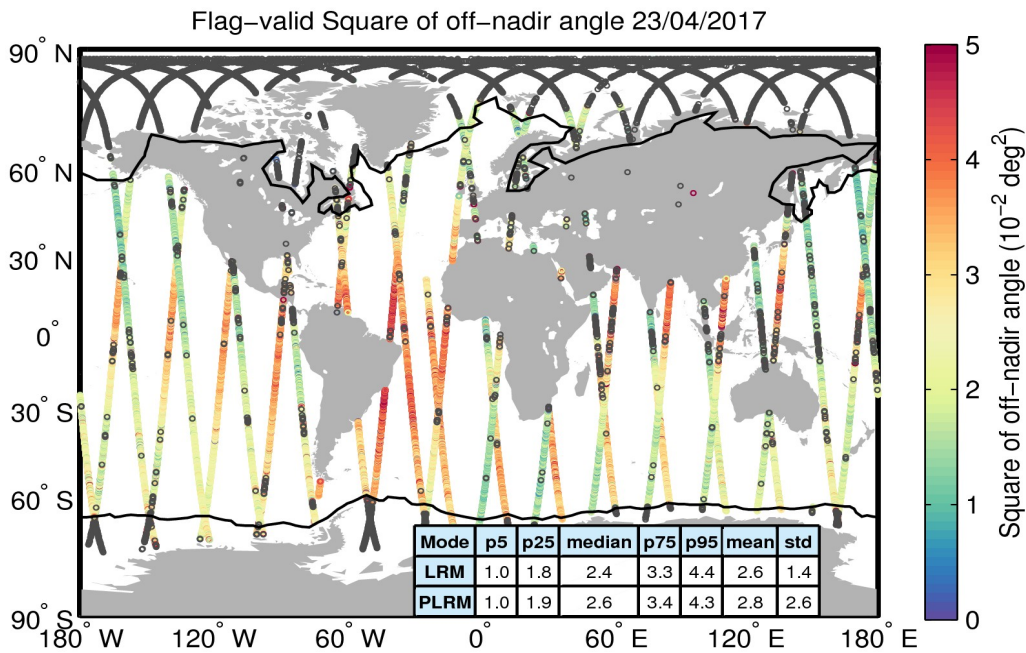 Flag−valid Square of off−nadir angle 23/04/2017
90° N
60° N
30° N
0°
30° S
60° S
90° S
180° W
120° W
60° W
0°
60° E
120° E
180° E
Mode p5 p25 median p75 p95 mean std
LRM 1.0 1.8 2.4 3.3 4.4 2.6 1.4
PLRM 1.0 1.9 2.6 3.4 4.3 2.8 2.6
5
4
3
2
1
0
Square of off−nadir angle (10⁻² deg²)